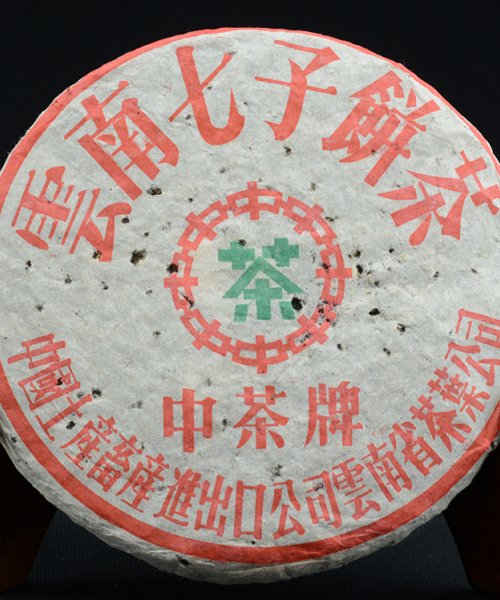 雲南七子餅茶
中中中中中中中中
茶
中茶牌
中國土產畜產進出口公司雲南省茶葉公司